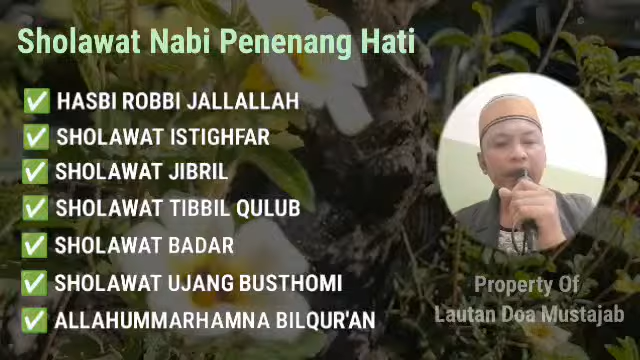 Sholawat Nabi Penenang Hati
✅ HASBI ROBBI JALLALLAH
✅ SHOLAWAT ISTIGHFAR
✅ SHOLAWAT JIBRIL
✅ SHOLAWAT TIBBIL QULUB
✅ SHOLAWAT BADAR
✅ SHOLAWAT UJANG BUSTHOMI
✅ ALLAHUMMARHAMNA BILQUR'AN
Property Of
Lautan Doa Mustajab